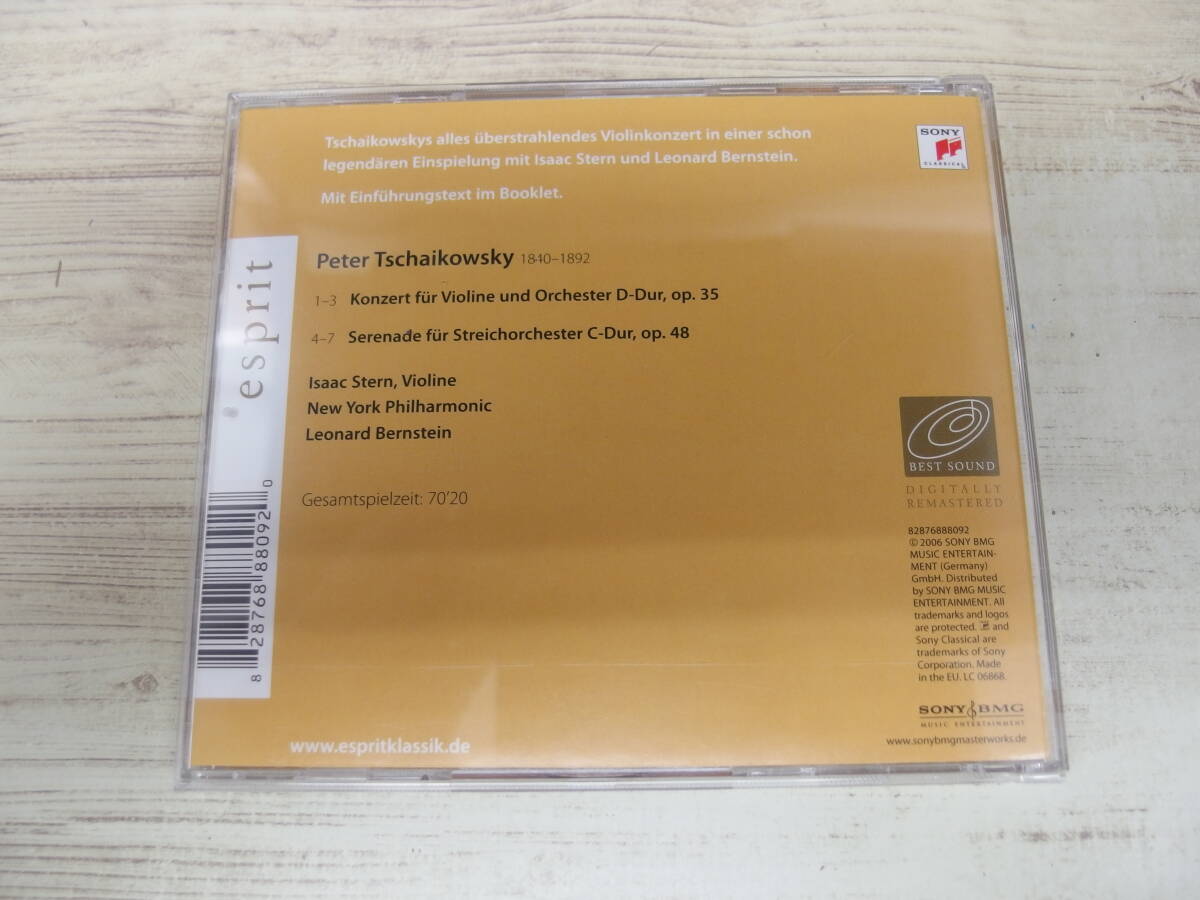 Tschaikowskys alles überstrahlendes Violinkonzert in einer schon
legendären Einspielung mit Isaac Stern und Leonard Bernstein.
Mit Einführungstext im Booklet.
SONY
CLASSICAL
esprit
Peter Tschaikowsky 1840–1892
1–3 Konzert für Violine und Orchester D-Dur, op. 35
4–7 Serenade für Streichorchester C-Dur, op. 48
Isaac Stern, Violine
New York Philharmonic
Leonard Bernstein
Gesamtspielzeit: 70'20
BEST SOUND
DIGITALLY
REMASTERED
82876888092
© 2006 SONY BMG
MUSIC ENTERTAIN-
MENT (Germany)
GmbH. Distributed
by SONY BMG MUSIC
ENTERTAINMENT. All
trademarks and logos
are protected. and
Sony Classical are
trademarks of Sony
Corporation. Made
in the EU. LC 06868.
SONY BMG
MUSIC ENTERTAINMENT
www.sonybmgmasterworks.de
8 28768 88092 0
www.espritklassik.de